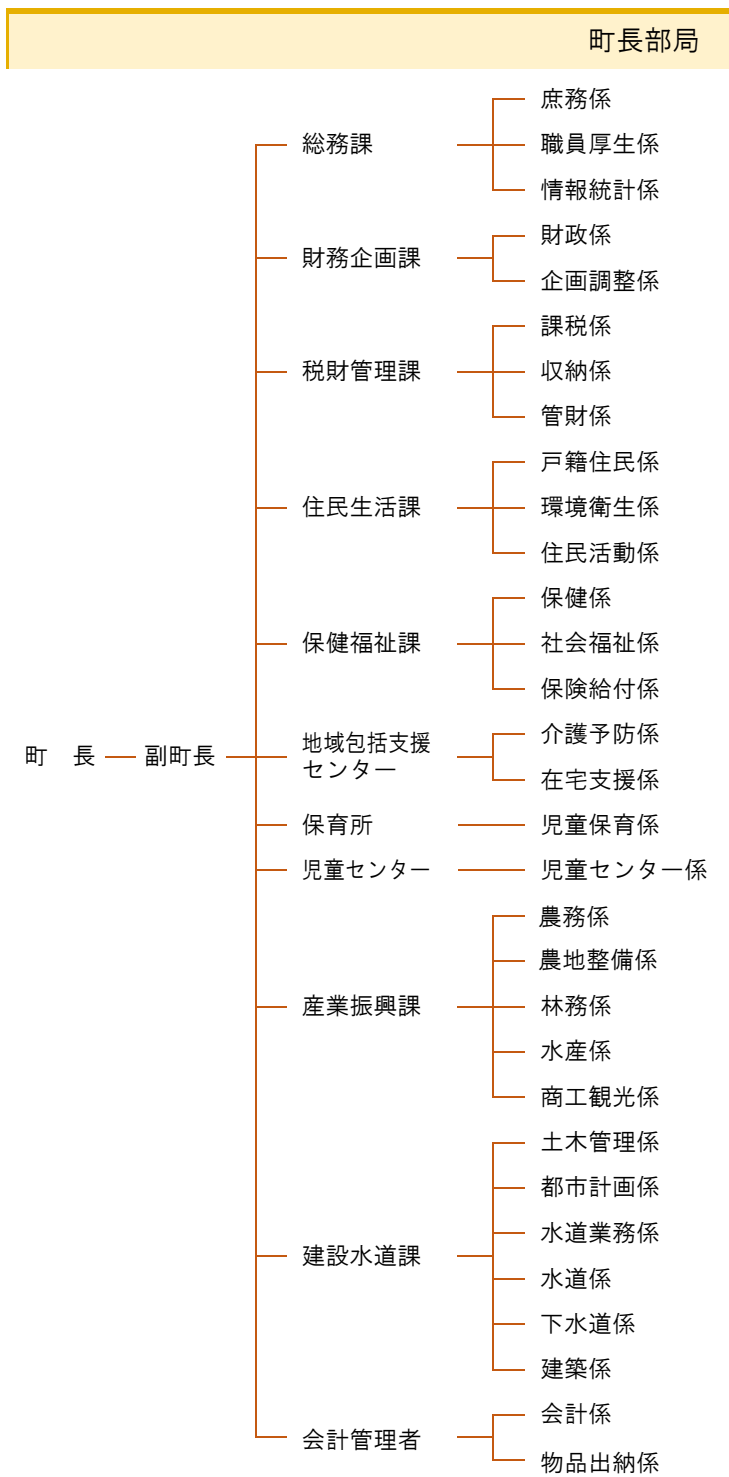 町長部局
町　長
副町長
総務課
庶務係
職員厚生係
情報統計係
財務企画課
財政係
企画調整係
税財管理課
課税係
収納係
管財係
住民生活課
戸籍住民係
環境衛生係
住民活動係
保健福祉課
保健係
社会福祉係
保険給付係
地域包括支援
センター
介護予防係
在宅支援係
保育所
児童保育係
児童センター
児童センター係
産業振興課
農務係
農地整備係
林務係
水産係
商工観光係
建設水道課
土木管理係
都市計画係
水道業務係
水道係
下水道係
建築係
会計管理者
会計係
物品出納係